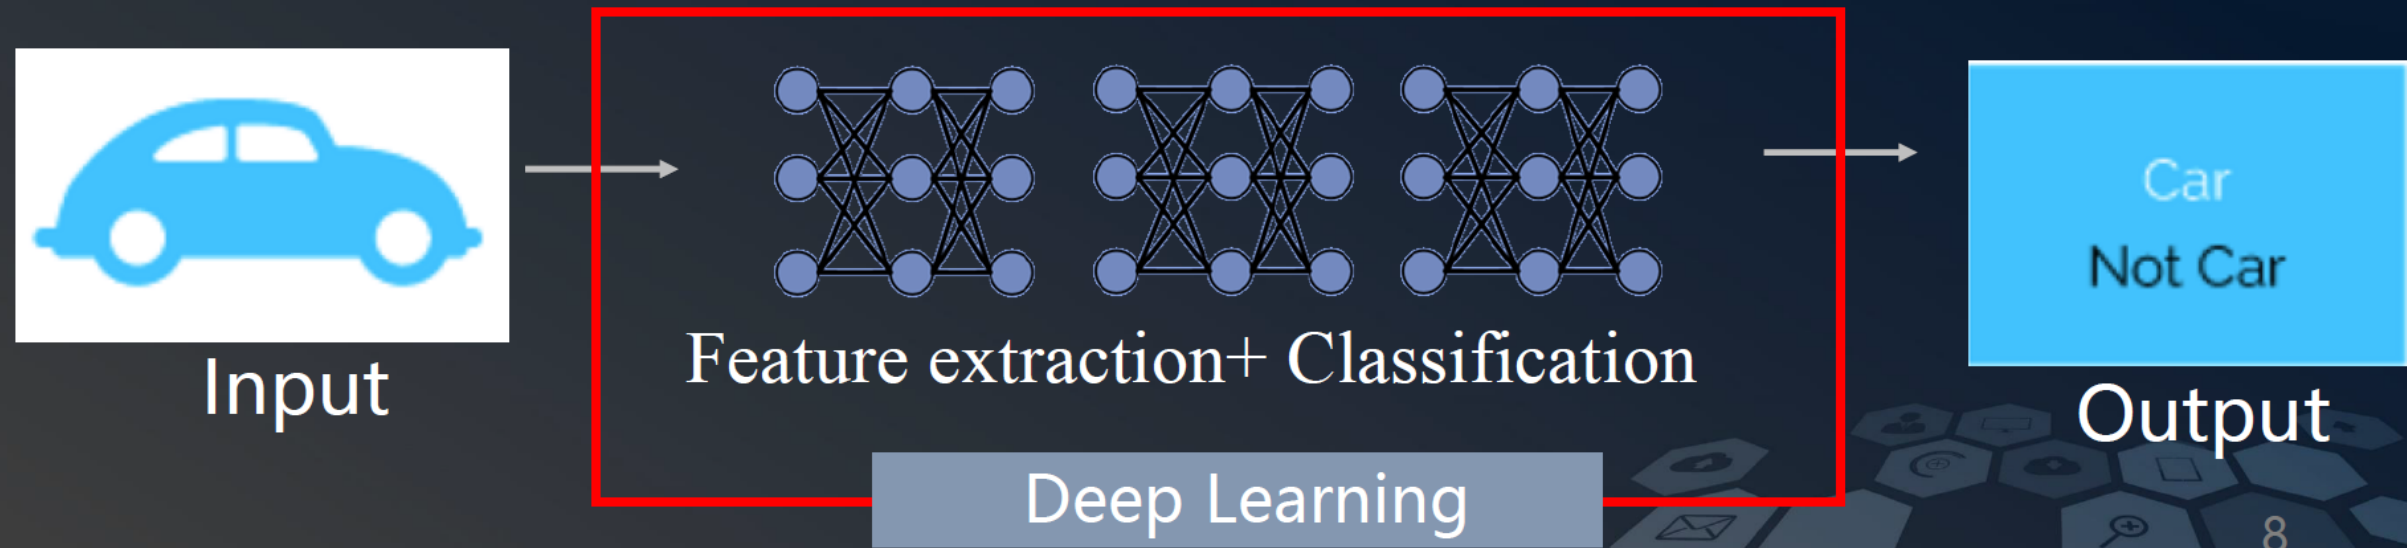 Input
Feature extraction+ Classification
Deep Learning
Car
Not Car
Output
8